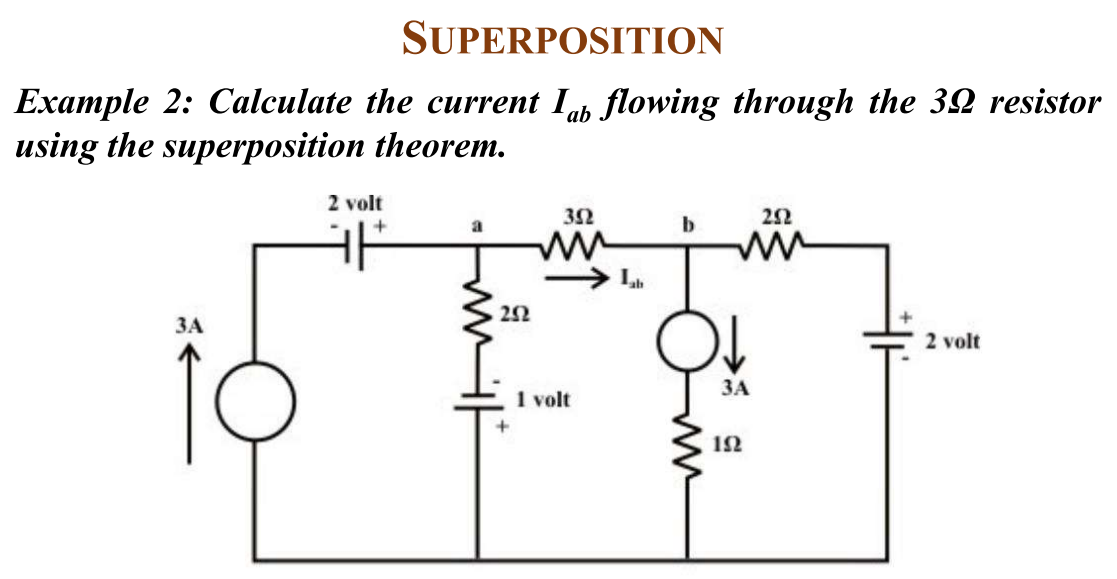 SUPERPOSITION
Example 2: Calculate the current Iab flowing through the 3Ω resistor
using the superposition theorem.
2 volt
- +
a
3Ω
b
2Ω
Iab
3A
2Ω
+
2 volt
-
-
1 volt
+
3A
1Ω